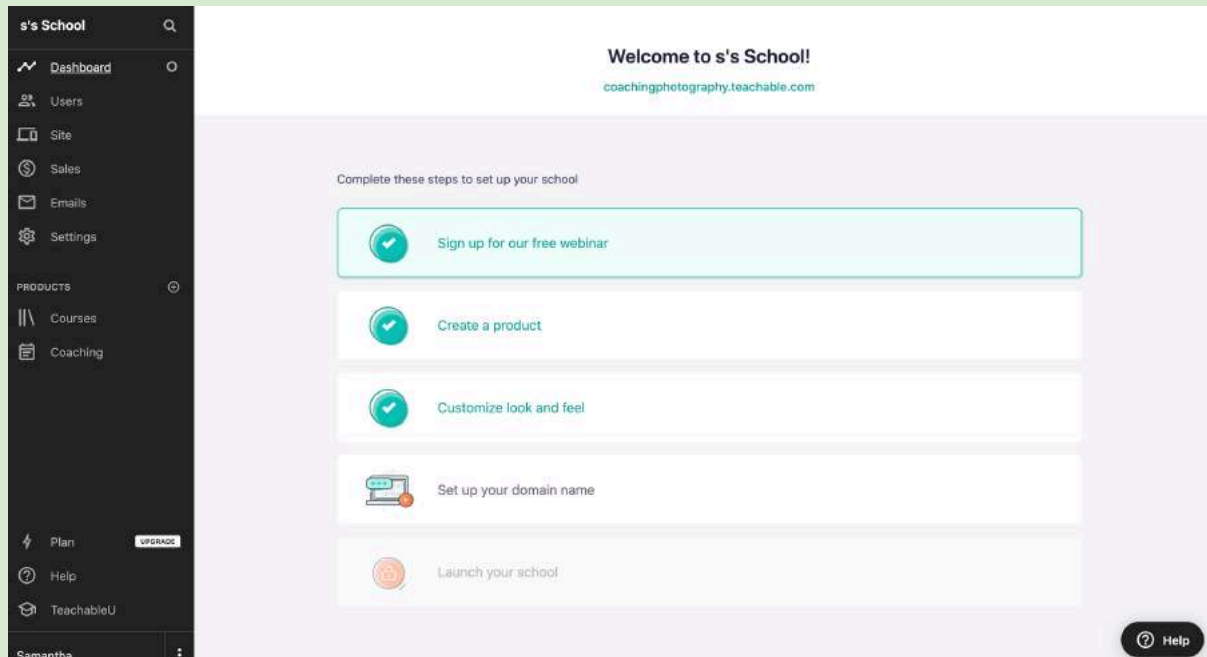 s's School
Dashboard
Users
Site
Sales
Emails
Settings
PRODUCTS
Courses
Coaching
Plan UPGRADE
Help
TeachableU
Samantha
Welcome to s's School!
coachingphotography.teachable.com
Complete these steps to set up your school
Sign up for our free webinar
Create a product
Customize look and feel
Set up your domain name
Launch your school
Help